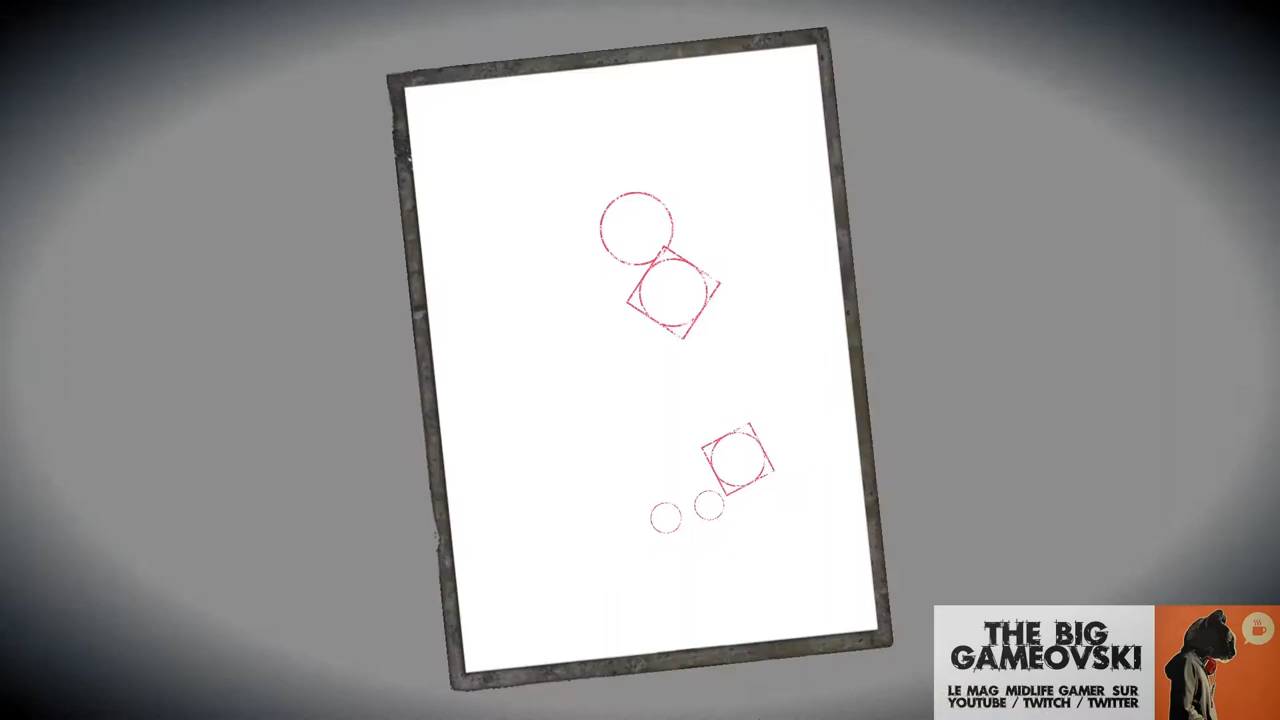 THE BIG
GAMEOVSKI
LE MAG MIDLIFE GAMER SUR
YOUTUBE / TWITCH / TWITTER